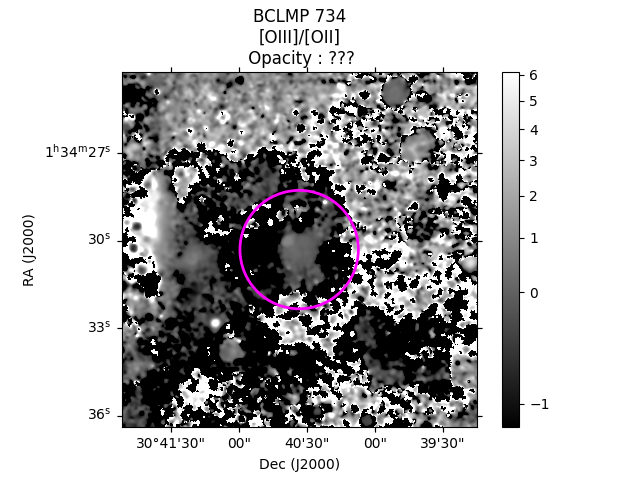 BCLMP 734
[OIII]/[OII]
Opacity : ???
1h34m27s
30s
33s
36s
RA (J2000)
30°41'30" 00" 40'30" 00" 39'30"
Dec (J2000)
6
5
4
3
2
1
0
−1